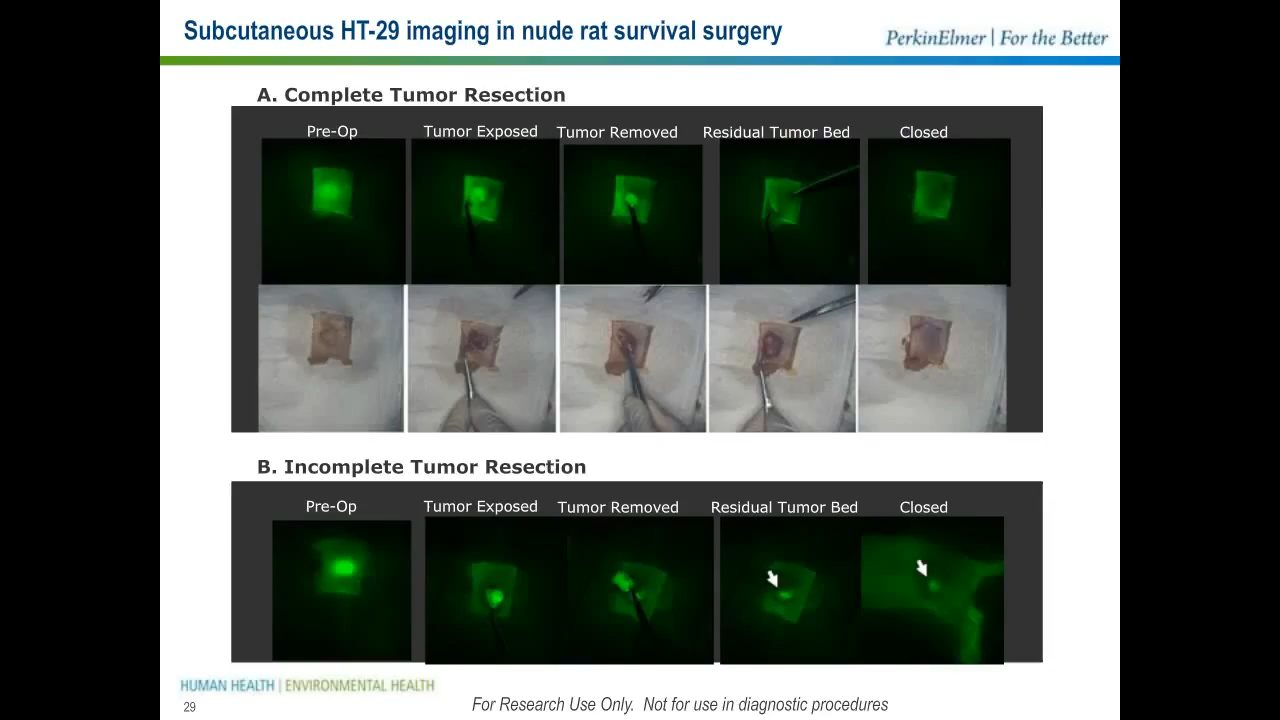 Subcutaneous HT-29 imaging in nude rat survival surgery
PerkinElmer | For the Better
A. Complete Tumor Resection
Pre-Op Tumor Exposed Tumor Removed Residual Tumor Bed Closed
B. Incomplete Tumor Resection
Pre-Op Tumor Exposed Tumor Removed Residual Tumor Bed Closed
HUMAN HEALTH | ENVIRONMENTAL HEALTH
29
For Research Use Only. Not for use in diagnostic procedures